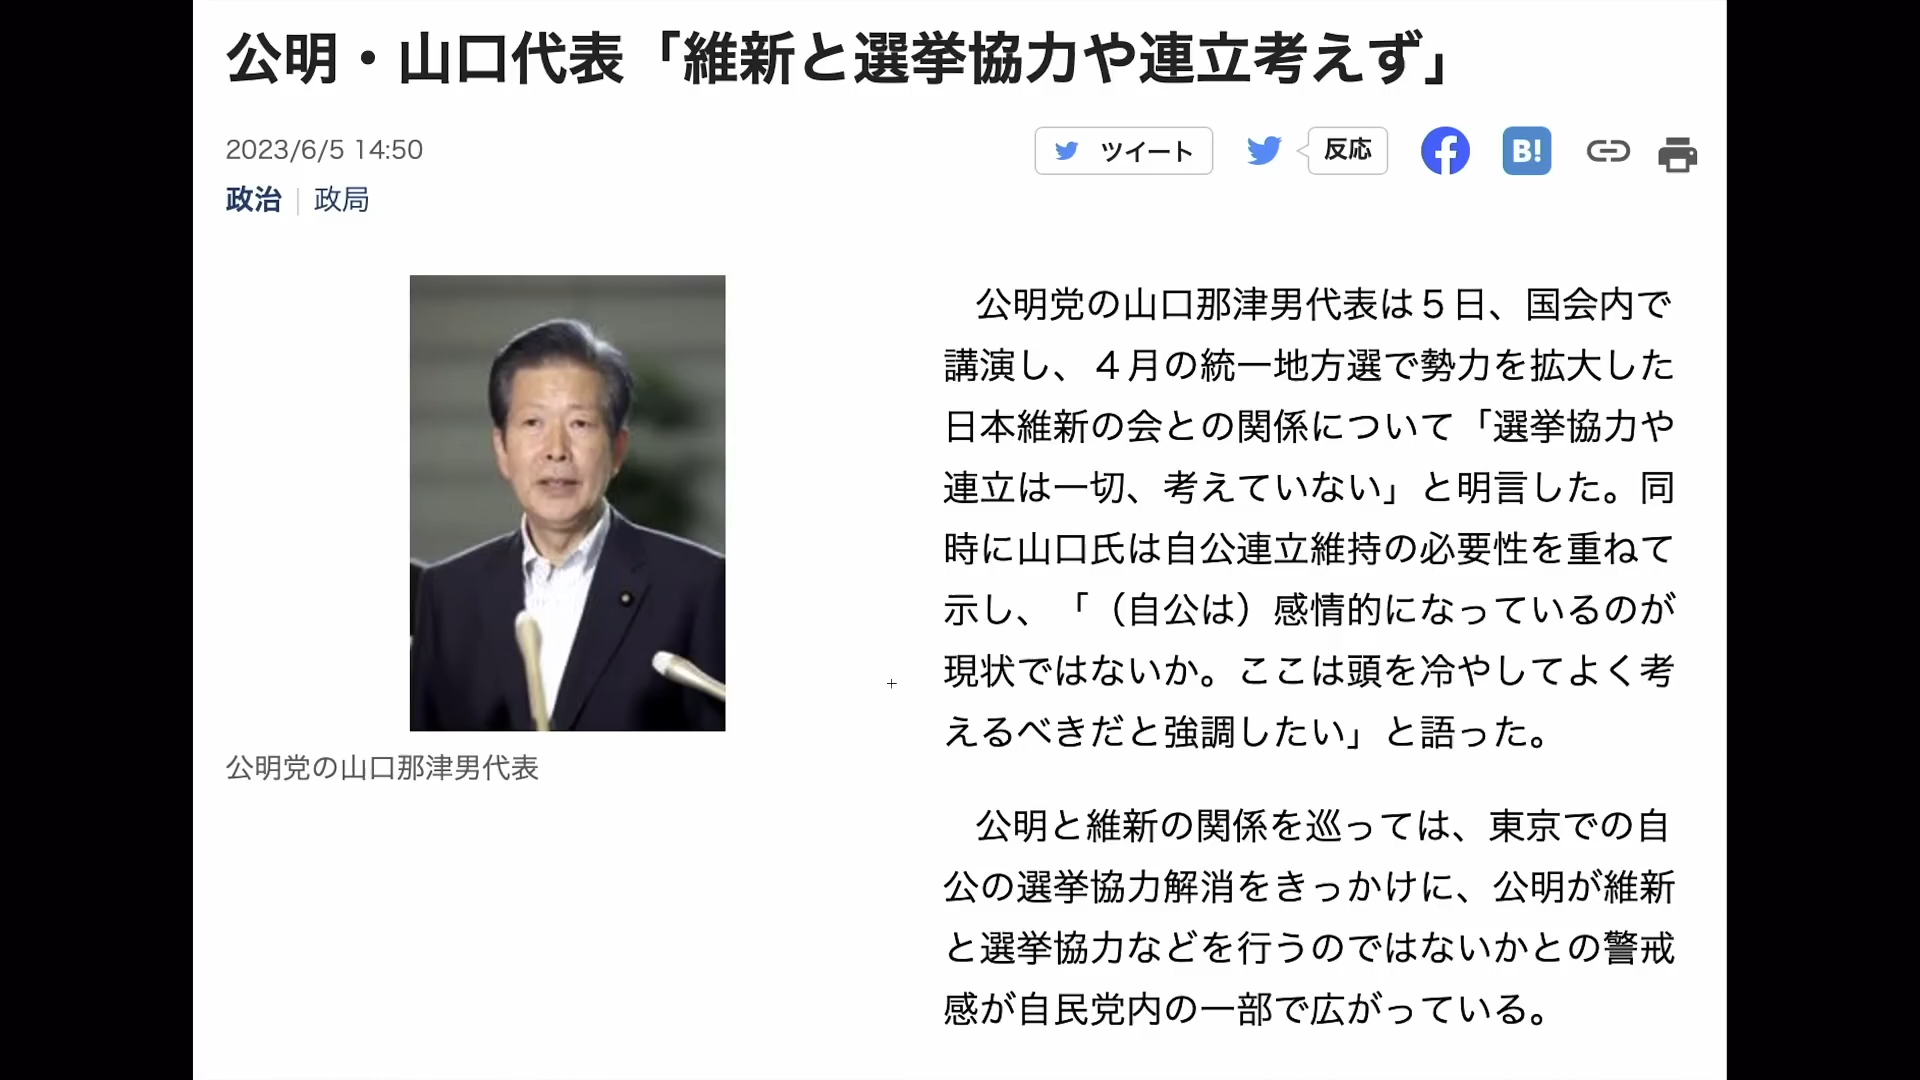 公明・山口代表「維新と選挙協力や連立考えず」
2023/6/5 14:50
ツイート
反応
B!
政治 | 政局
公明党の山口那津男代表は５日、国会内で
講演し、４月の統一地方選で勢力を拡大した
日本維新の会との関係について「選挙協力や
連立は一切、考えていない」と明言した。同
時に山口氏は自公連立維持の必要性を重ねて
示し、「（自公は）感情的になっているのが
現状ではないか。ここは頭を冷やしてよく考
えるべきだと強調したい」と語った。
公明党の山口那津男代表
公明と維新の関係を巡っては、東京での自
公の選挙協力解消をきっかけに、公明が維新
と選挙協力などを行うのではないかとの警戒
感が自民党内の一部で広がっている。